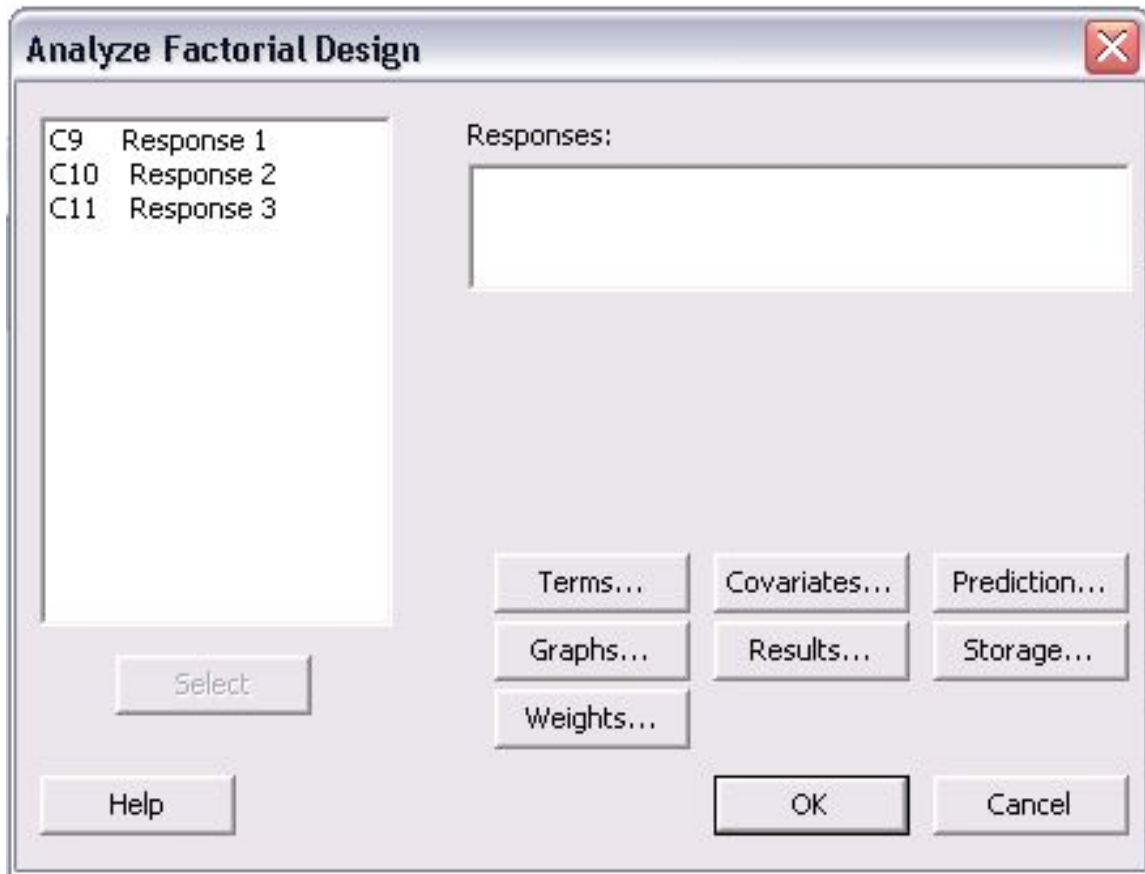 Analyze Factorial Design
C9 Response 1
C10 Response 2
C11 Response 3
Responses:
Terms... Covariates... Prediction...
Graphs... Results... Storage...
Select
Weights...
Help OK Cancel